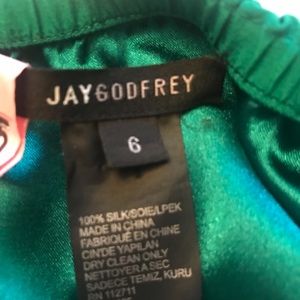 JAYGODFREY
6
100% SILK/SOIE/LPEK
MADE IN CHINA
FABRIQUÉ EN CHINE
CIN'DE YAPILAN
DRY CLEAN ONLY
NETTOYER A SEC
SADECE TEMIZ, KURU
RN 112711